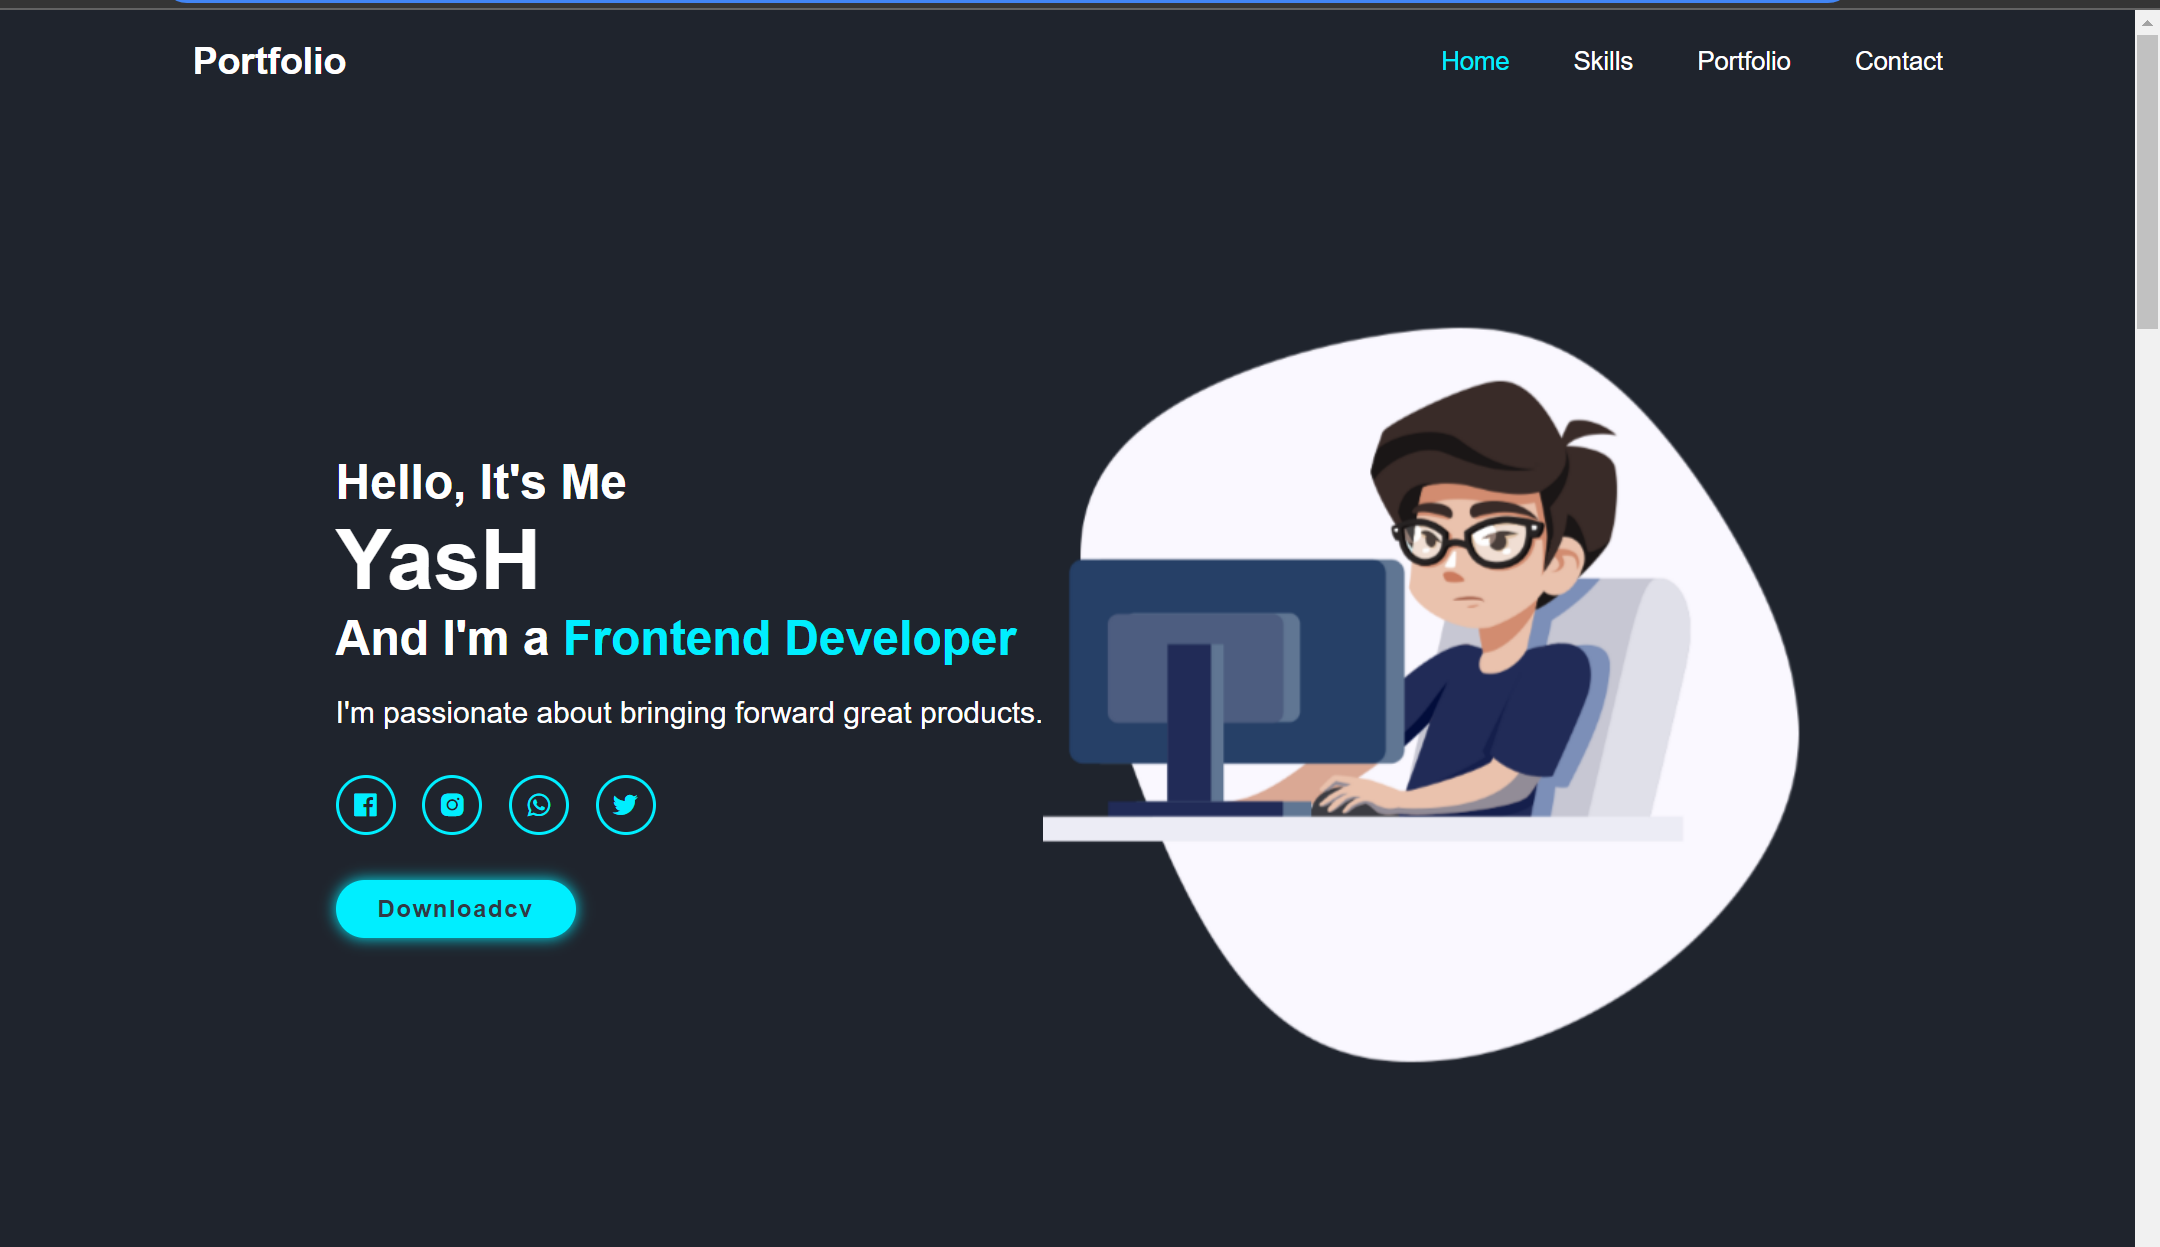 Portfolio
Home Skills Portfolio Contact
Hello, It's Me
YasH
And I'm a Frontend Developer
I'm passionate about bringing forward great products.
Downloadcv